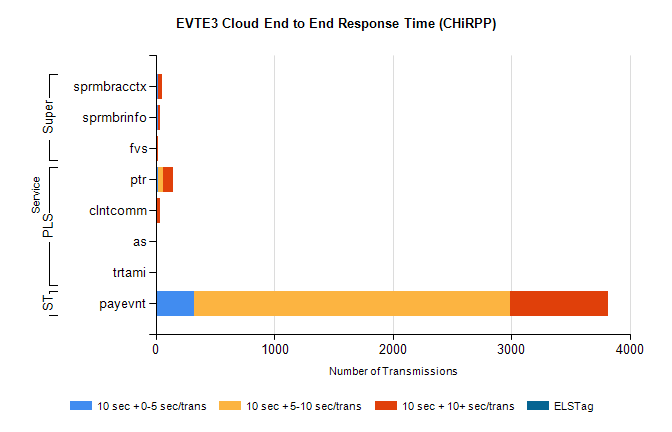 EVTE3 Cloud End to End Response Time (CHiRPP)
Super
sprmbracctx
sprmbrinfo
fvs
Service
PLS
ptr
clntcomm
as
trtami
ST
payevnt
0 1000 2000 3000 4000
Number of Transmissions
10 sec +0-5 sec/trans 10 sec +5-10 sec/trans 10 sec + 10+ sec/trans ELSTag